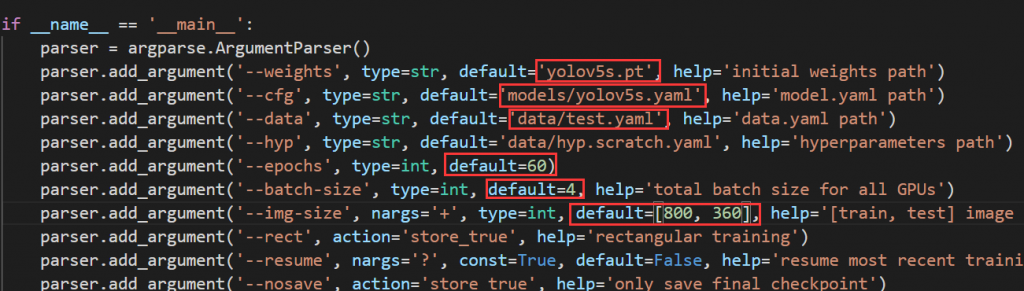 if __name__ == '__main__':
    parser = argparse.ArgumentParser()
    parser.add_argument('--weights', type=str, default='yolov5s.pt', help='initial weights path')
    parser.add_argument('--cfg', type=str, default='models/yolov5s.yaml', help='model.yaml path')
    parser.add_argument('--data', type=str, default='data/test.yaml', help='data.yaml path')
    parser.add_argument('--hyp', type=str, default='data/hyp.scratch.yaml', help='hyperparameters path')
    parser.add_argument('--epochs', type=int, default=60)
    parser.add_argument('--batch-size', type=int, default=4, help='total batch size for all GPUs')
    parser.add_argument('--img-size', nargs='+', type=int, default=[800, 360], help='[train, test] image
    parser.add_argument('--rect', action='store_true', help='rectangular training')
    parser.add_argument('--resume', nargs='?', const=True, default=False, help='resume most recent traini
    parser.add_argument('--nosave', action='store_true', help='only save final checkpoint')